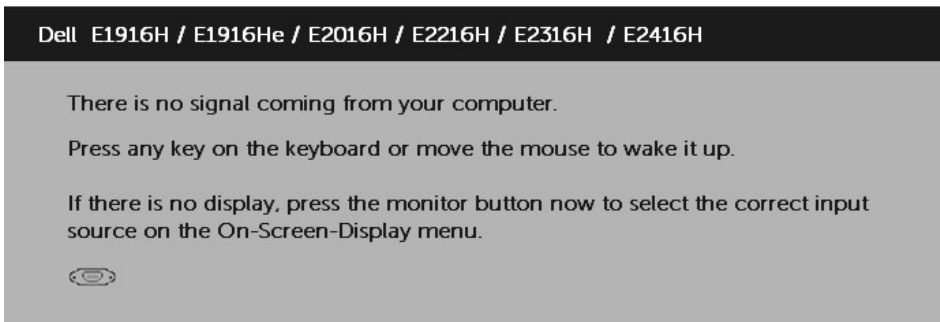 Dell E1916H / E1916He / E2016H / E2216H / E2316H / E2416H
There is no signal coming from your computer.
Press any key on the keyboard or move the mouse to wake it up.
If there is no display, press the monitor button now to select the correct input
source on the On-Screen-Display menu.